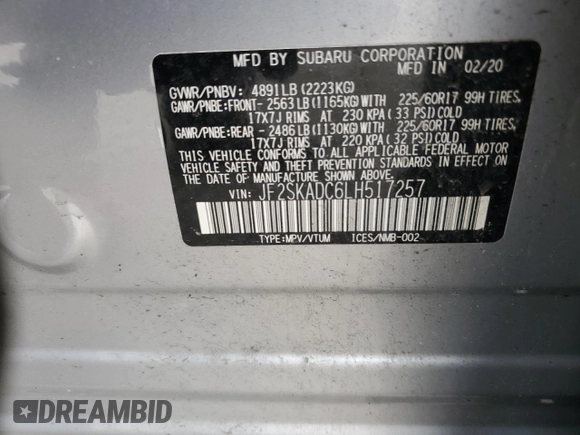 MFD BY SUBARU CORPORATION
MFD IN 02/20
GVWR/PNBV: 4891LB(2223KG)
GAWR/PNBE:FRONT- 2563LB(1165KG)WITH 225/60R17 99H TIRES,
17X7J RIMS AT 230 KPA (33 PSI)COLD
GAWR/PNBE:REAR - 2486LB(1130KG)WITH 225/60R17 99H TIRES,
17X7J RIMS AT 220 KPA (32 PSI)COLD
THIS VEHICLE CONFORMS TO ALL APPLICABLE FEDERAL MOTOR
VEHICLE SAFETY AND THEFT PREVENTION STANDARDS IN EFFECT
ON THE DATE OF MANUFACTURE SHOWN ABOVE.
VIN: JF2SKADC6LH517257
TYPE:MPV/VTUM ICES/NMB-002
DREAMBID